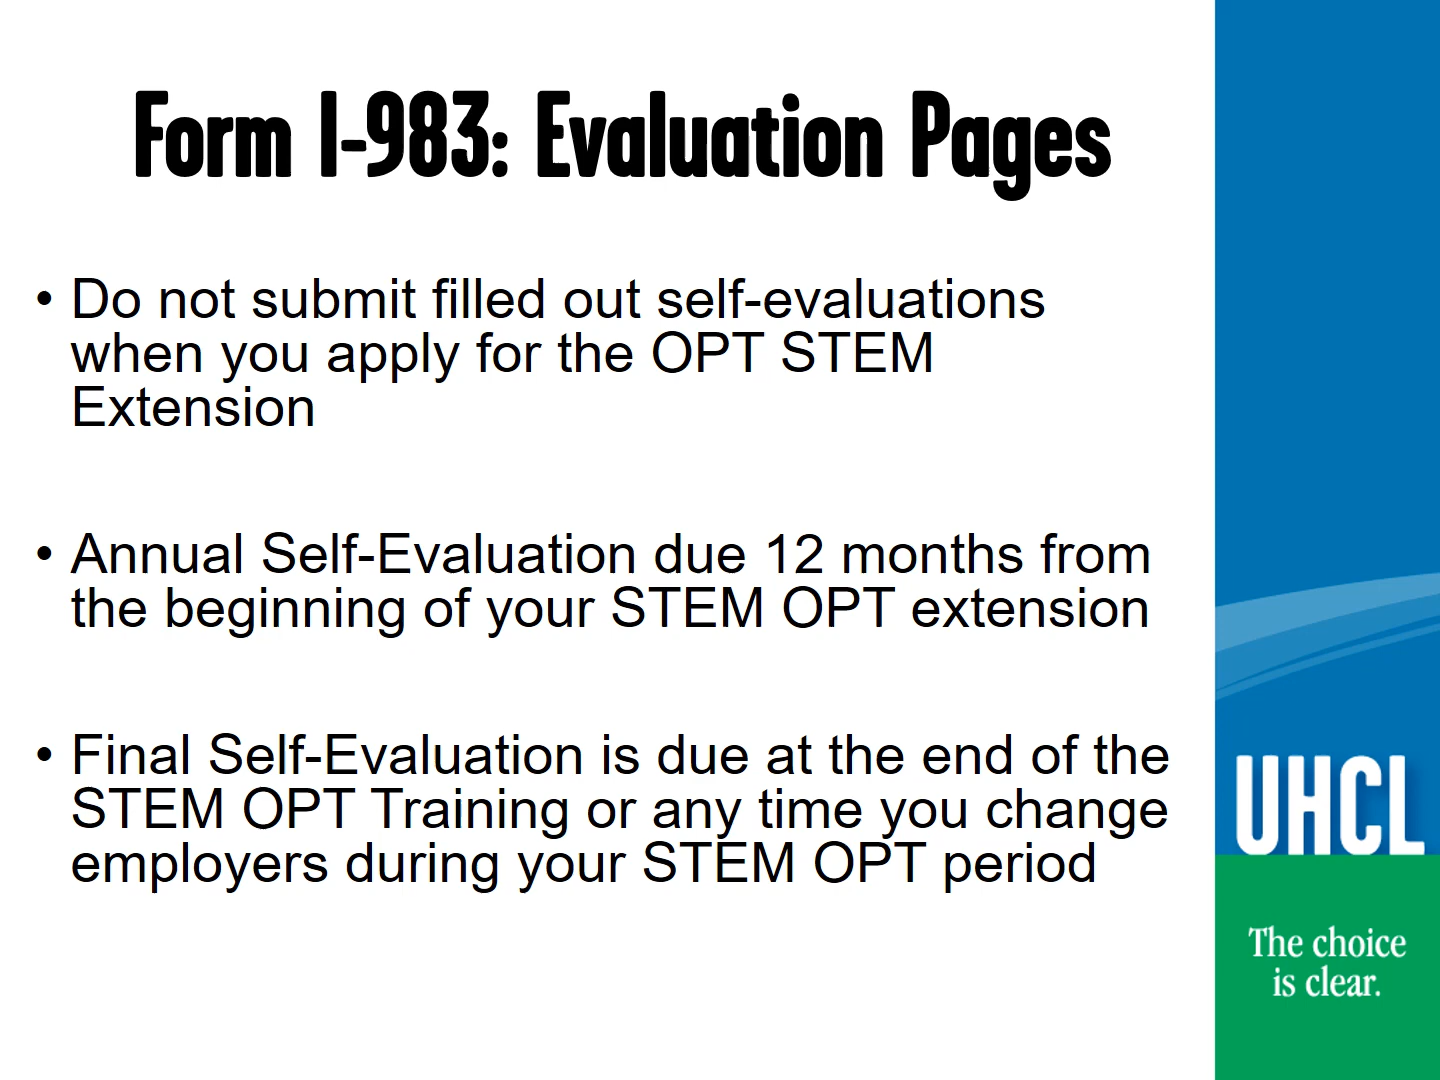 Form I-983: Evaluation Pages
• Do not submit filled out self-evaluations
when you apply for the OPT STEM
Extension
• Annual Self-Evaluation due 12 months from
the beginning of your STEM OPT extension
• Final Self-Evaluation is due at the end of the
STEM OPT Training or any time you change
employers during your STEM OPT period
UHCL
The choice
is clear.